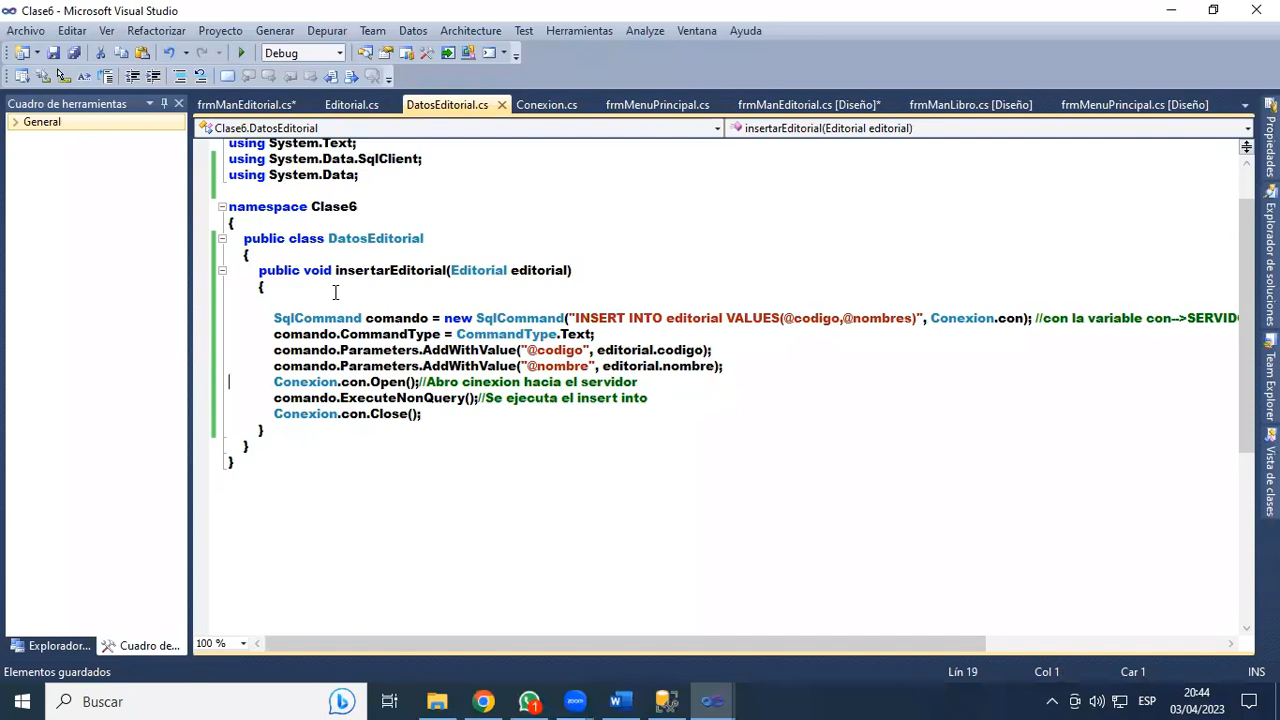 Clase6 - Microsoft Visual Studio
Archivo Editar Ver Refactorizar Proyecto Generar Depurar Team Datos Architecture Test Herramientas Analyze Ventana Ayuda
Debug
Cuadro de herramientas
General
frmManEditorial.cs* Editorial.cs DatosEditorial.cs Conexion.cs frmMenuPrincipal.cs frmManEditorial.cs [Diseño]* frmManLibro.cs [Diseño] frmMenuPrincipal.cs [Diseño]
Clase6.DatosEditorial insertarEditorial(Editorial editorial)
using System.Text;
using System.Data.SqlClient;
using System.Data;
namespace Clase6
{
public class DatosEditorial
{
public void insertarEditorial(Editorial editorial)
{
SqlCommand comando = new SqlCommand("INSERT INTO editorial VALUES(@codigo,@nombres)", Conexion.con); //con la variable con-->SERVID
comando.CommandType = CommandType.Text;
comando.Parameters.AddWithValue("@codigo", editorial.codigo);
comando.Parameters.AddWithValue("@nombre", editorial.nombre);
Conexion.con.Open();//Abro cinexion hacia el servidor
comando.ExecuteNonQuery();//Se ejecuta el insert into
Conexion.con.Close();
}
}
}
Propiedades
Explorador de soluciones
Team Explorer
Vista de clases
100 %
Explorador... Cuadro de...
Elementos guardados Lín 19 Col 1 Car 1 INS
Buscar
zoom
1
ESP
20:44
03/04/2023